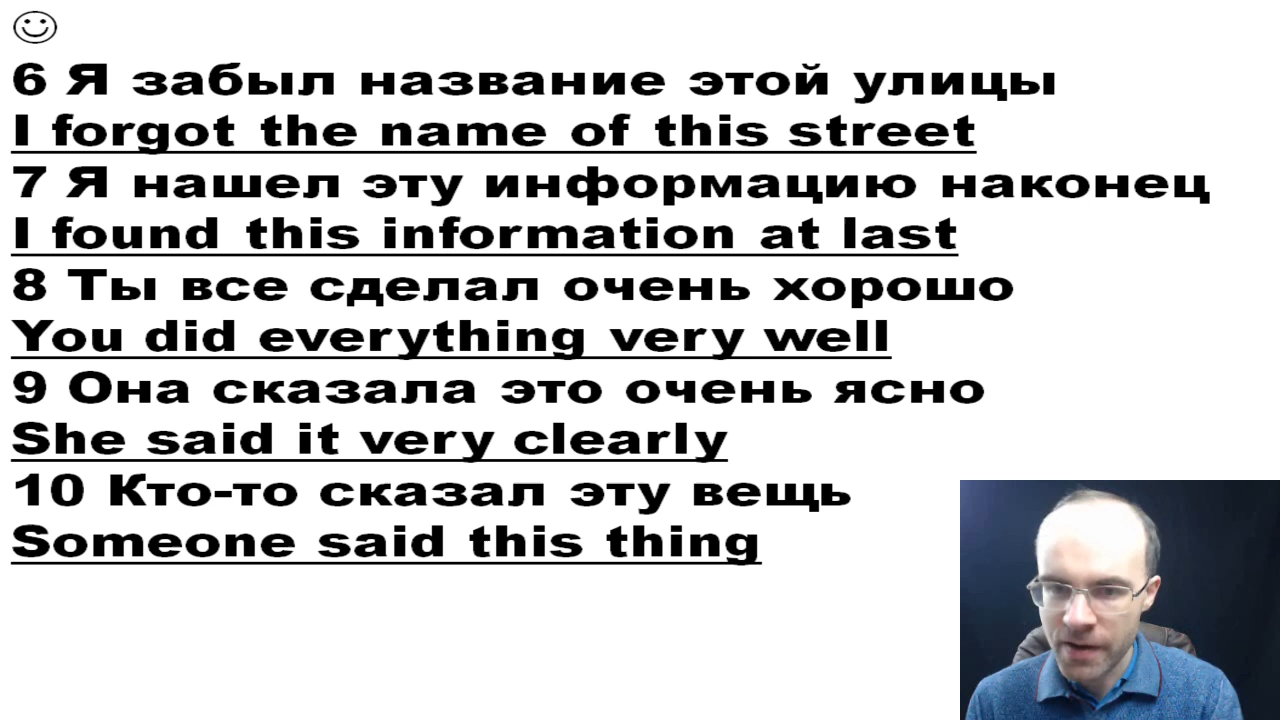 6 Я забыл название этой улицы
I forgot the name of this street
7 Я нашел эту информацию наконец
I found this information at last
8 Ты все сделал очень хорошо
You did everything very well
9 Она сказала это очень ясно
She said it very clearly
10 Кто-то сказал эту вещь
Someone said this thing